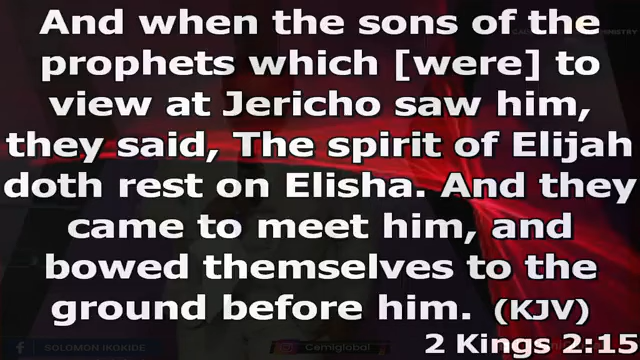 And when the sons of the
prophets which [were] to
view at Jericho saw him,
they said, The spirit of Elijah
doth rest on Elisha. And they
came to meet him, and
bowed themselves to the
ground before him. (KJV)
2 Kings 2:15
SOLOMON IKOKIDE
Cemiglobal